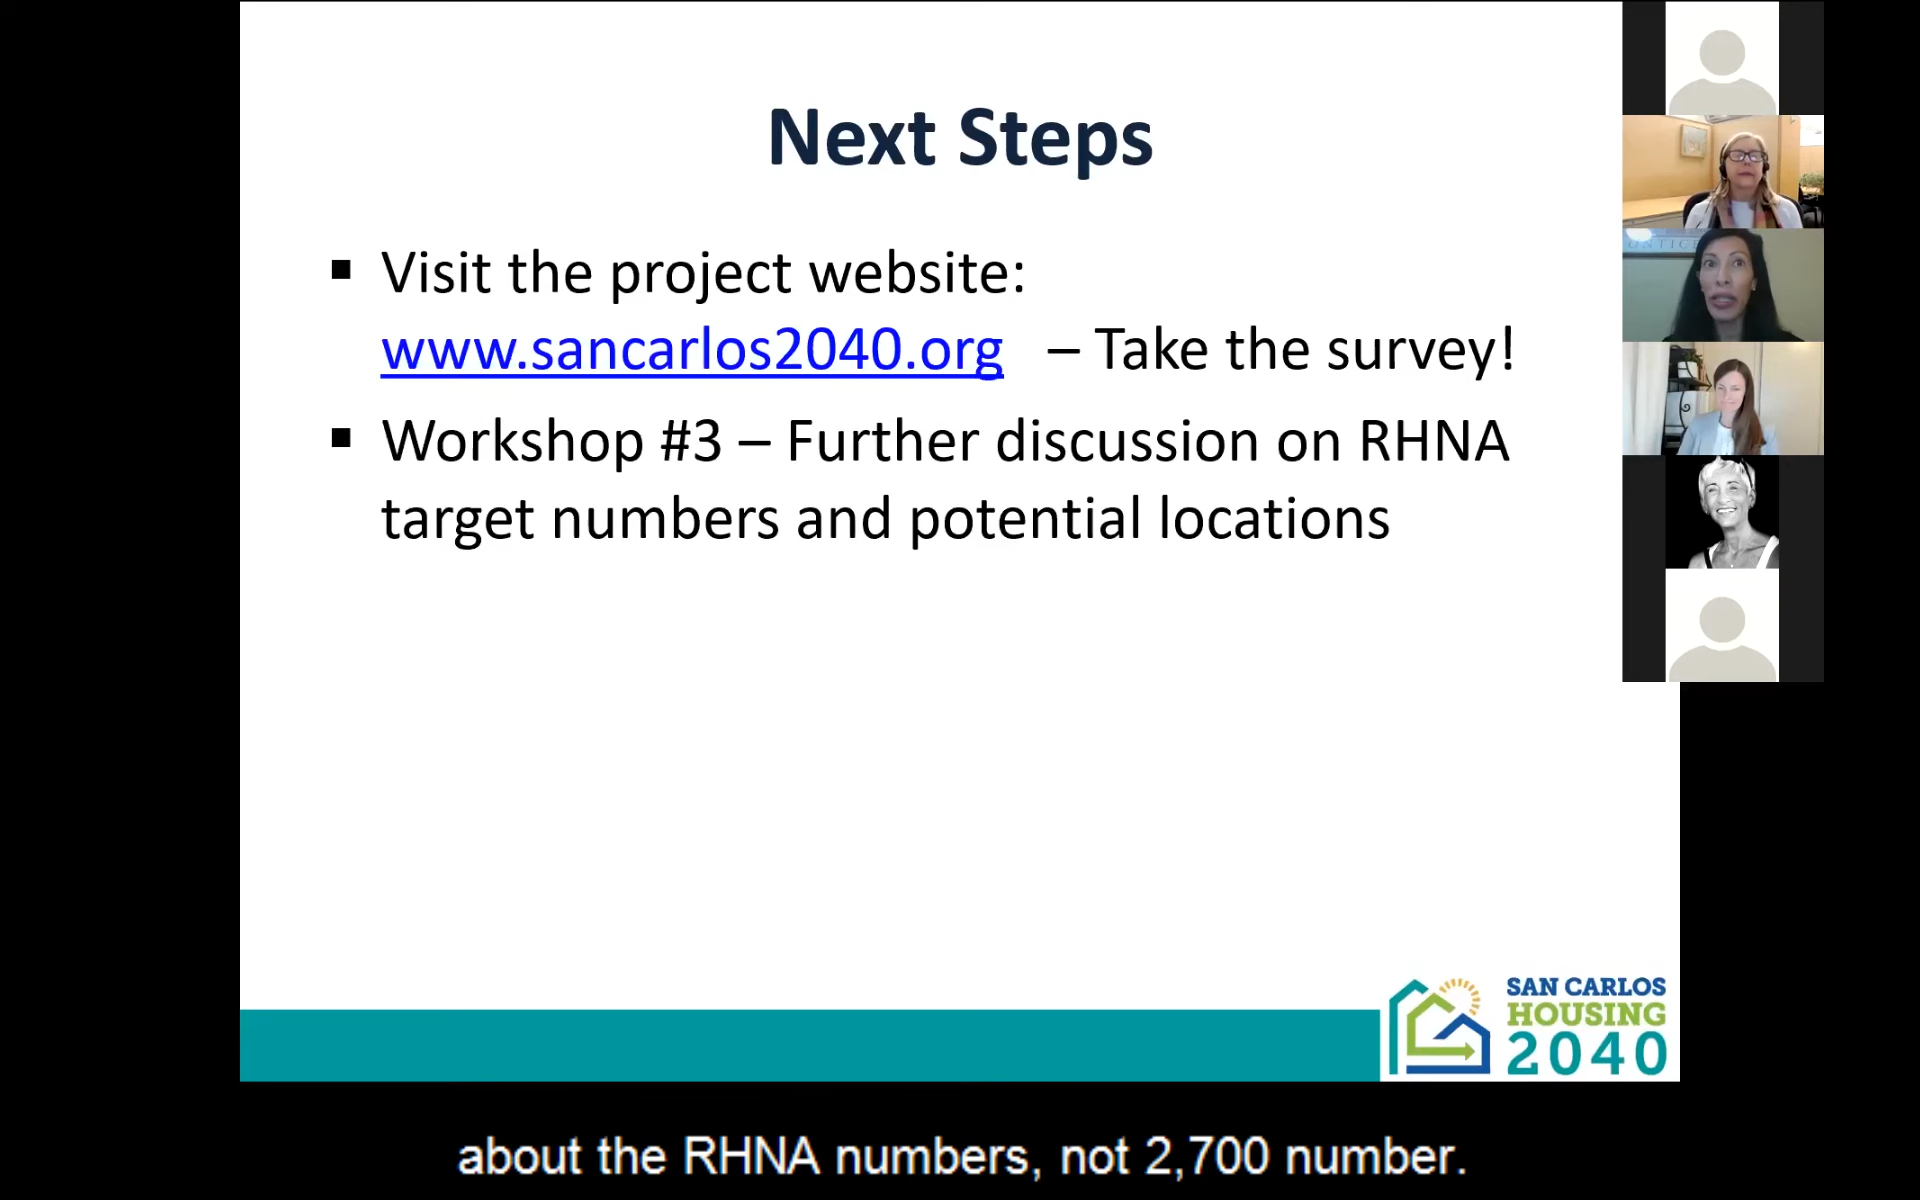 Next Steps
▪ Visit the project website:
www.sancarlos2040.org – Take the survey!
▪ Workshop #3 – Further discussion on RHNA
target numbers and potential locations
SAN CARLOS
HOUSING
2040
about the RHNA numbers, not 2,700 number.